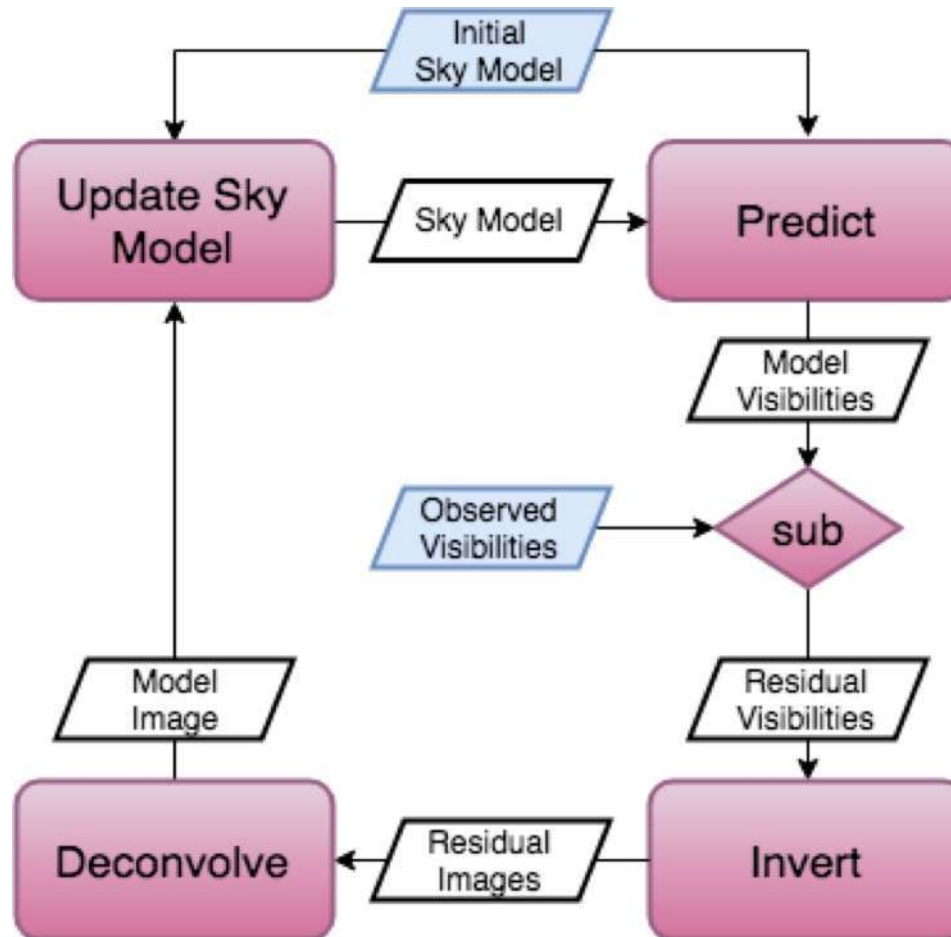 Initial
Sky Model
Update Sky
Model
Sky Model
Predict
Model
Visibilities
Observed
Visibilities
sub
Model
Image
Residual
Visibilities
Deconvolve
Residual
Images
Invert